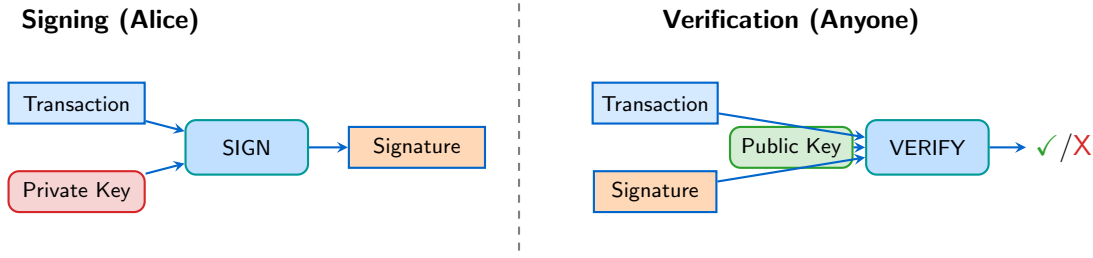 Signing (Alice)
Transaction
Private Key
SIGN
Signature
Verification (Anyone)
Transaction
Public Key
Signature
VERIFY
✓/X